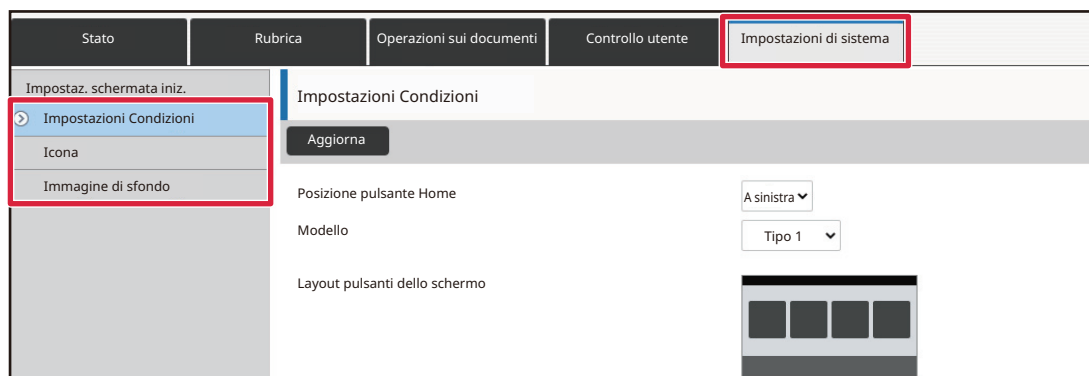 Stato
Rubrica
Operazioni sui documenti
Controllo utente
Impostazioni di sistema
Impostaz. schermata iniz.
Impostazioni Condizioni
Icona
Immagine di sfondo
Impostazioni Condizioni
Aggiorna
Posizione pulsante Home
A sinistra
Modello
Tipo 1
Layout pulsanti dello schermo